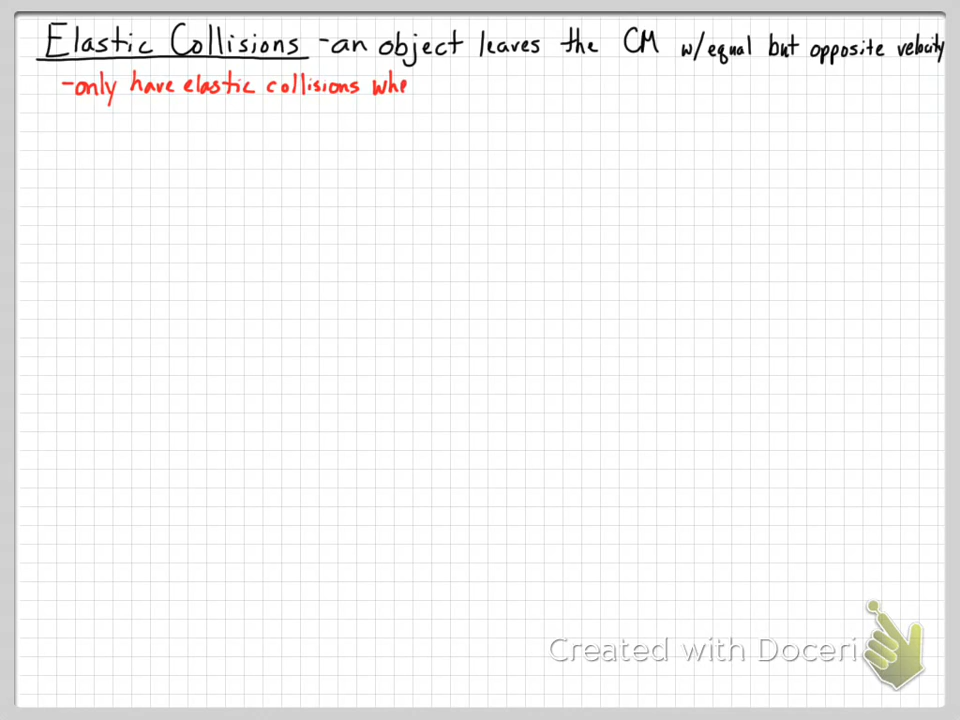 Elastic Collisions -an object leaves the CM w/equal but opposite velocity
-only have elastic collisions whe
Created with Doceri